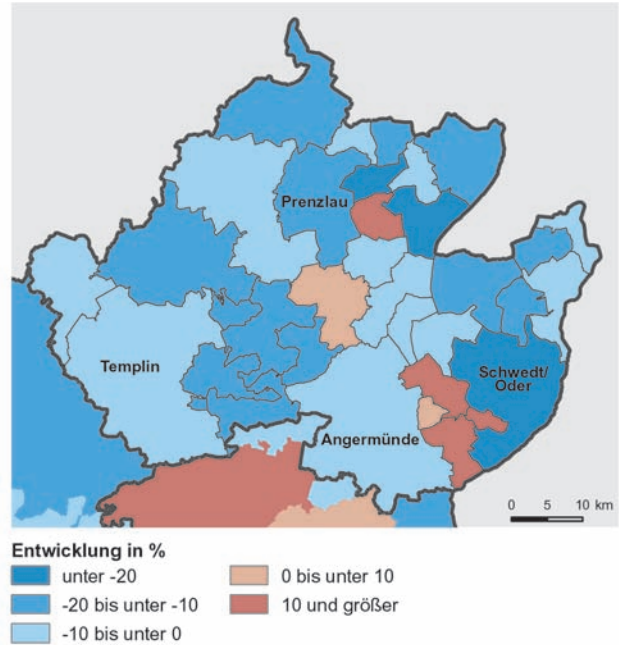 Prenzlau
Templin
Schwedt/
Oder
Angermünde
0 5 10 km
Entwicklung in %
unter -20
-20 bis unter -10
-10 bis unter 0
0 bis unter 10
10 und größer